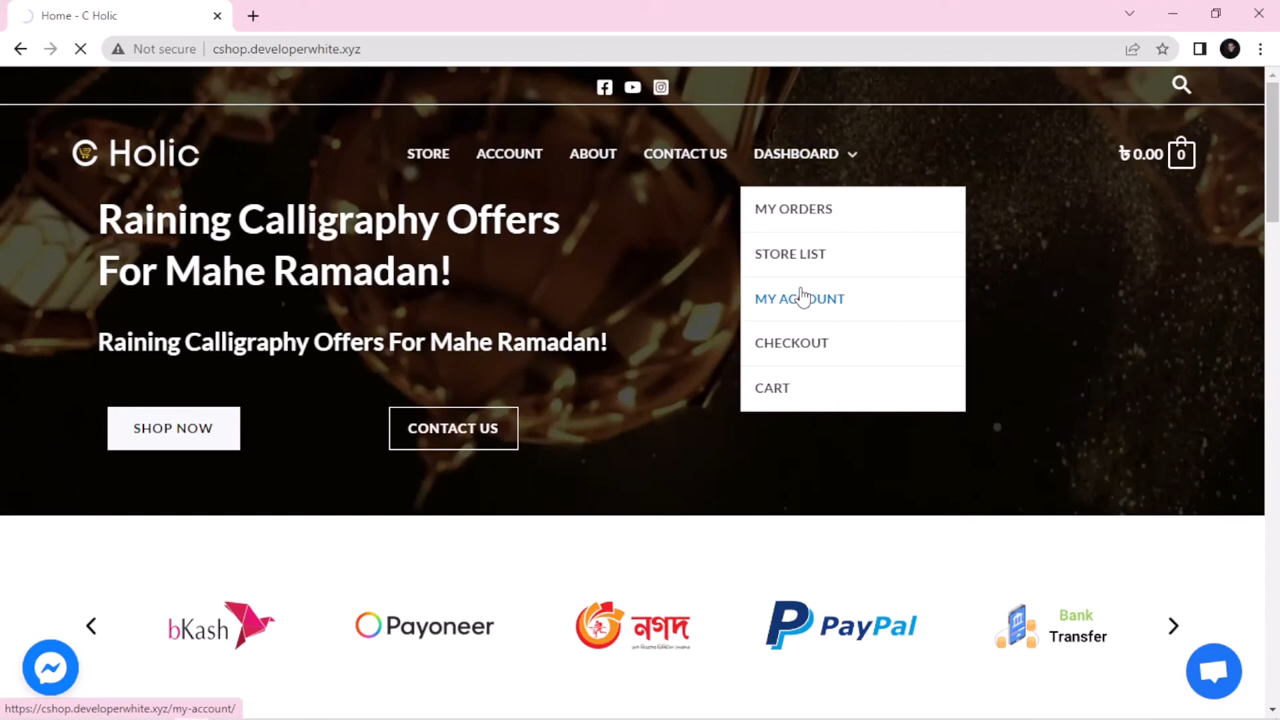 Home - C Holic
Not secure
cshop.developerwhite.xyz
C Holic
STORE
ACCOUNT
ABOUT
CONTACT US
DASHBOARD
৳ 0.00
0
Raining Calligraphy Offers
For Mahe Ramadan!
Raining Calligraphy Offers For Mahe Ramadan!
SHOP NOW
CONTACT US
MY ORDERS
STORE LIST
MY ACCOUNT
CHECKOUT
CART
bKash
Payoneer
নগদ
PayPal
Bank
Transfer
https://cshop.developerwhite.xyz/my-account/